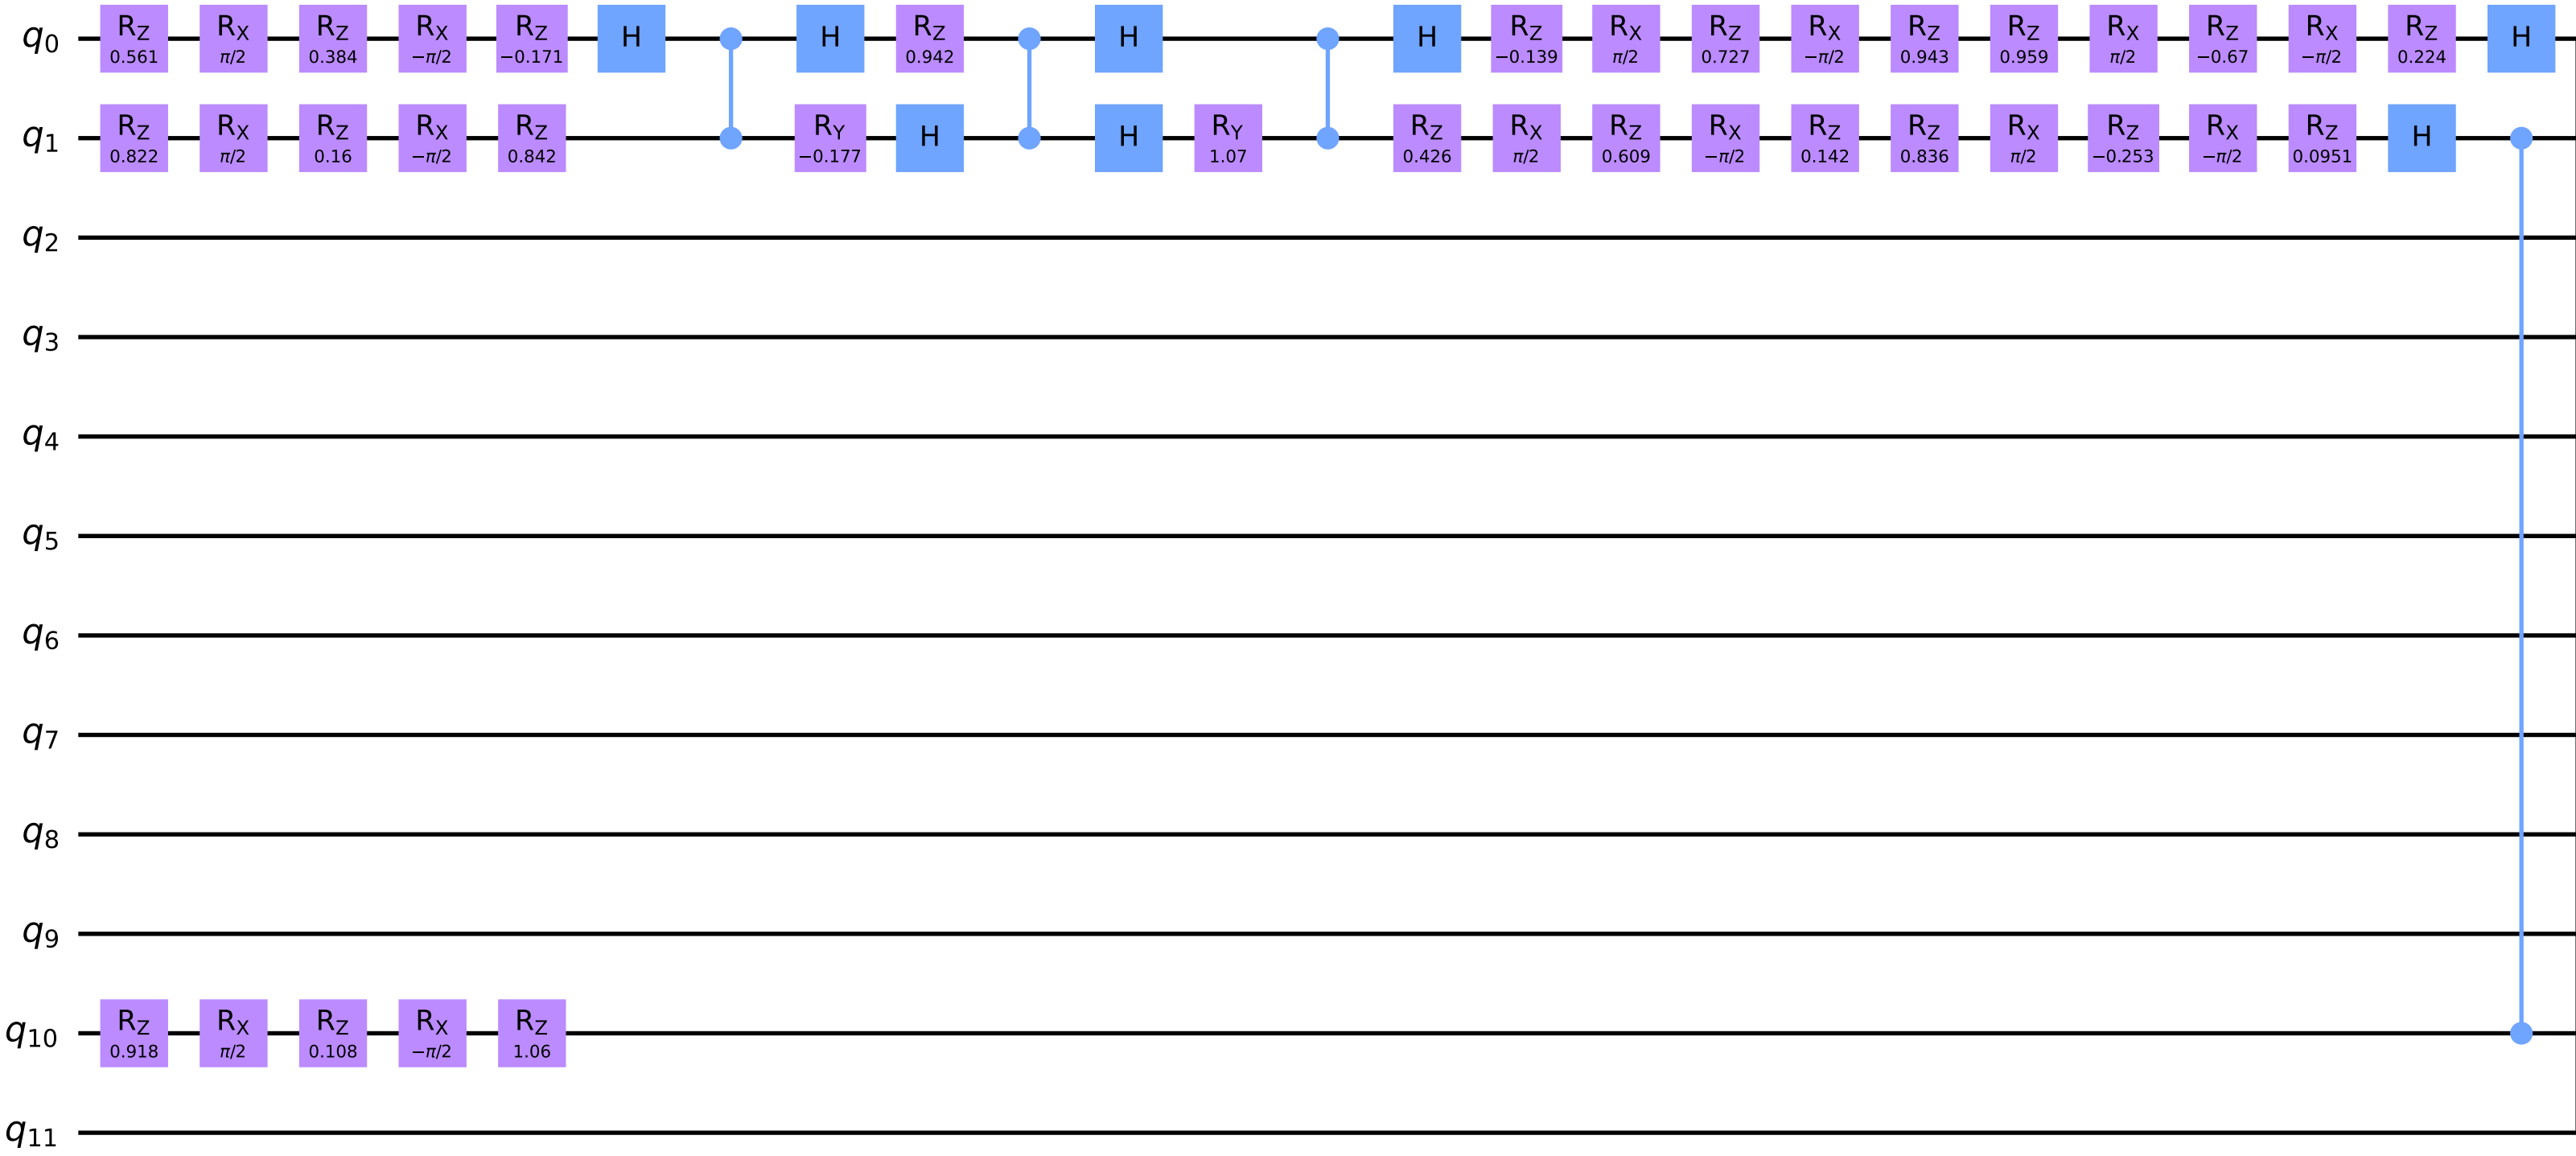 q0 RZ 0.561 RX π/2 RZ 0.384 RX −π/2 RZ −0.171 H H RZ 0.942 H H RZ −0.139 RX π/2 RZ 0.727 RX −π/2 RZ 0.943 RZ 0.959 RX π/2 RZ −0.67 RX −π/2 RZ 0.224 H
q1 RZ 0.822 RX π/2 RZ 0.16 RX −π/2 RZ 0.842 RY −0.177 H H RY 1.07 RZ 0.426 RX π/2 RZ 0.609 RX −π/2 RZ 0.142 RZ 0.836 RX π/2 RZ −0.253 RX −π/2 RZ 0.0951 H
q2
q3
q4
q5
q6
q7
q8
q9
q10 RZ 0.918 RX π/2 RZ 0.108 RX −π/2 RZ 1.06
q11